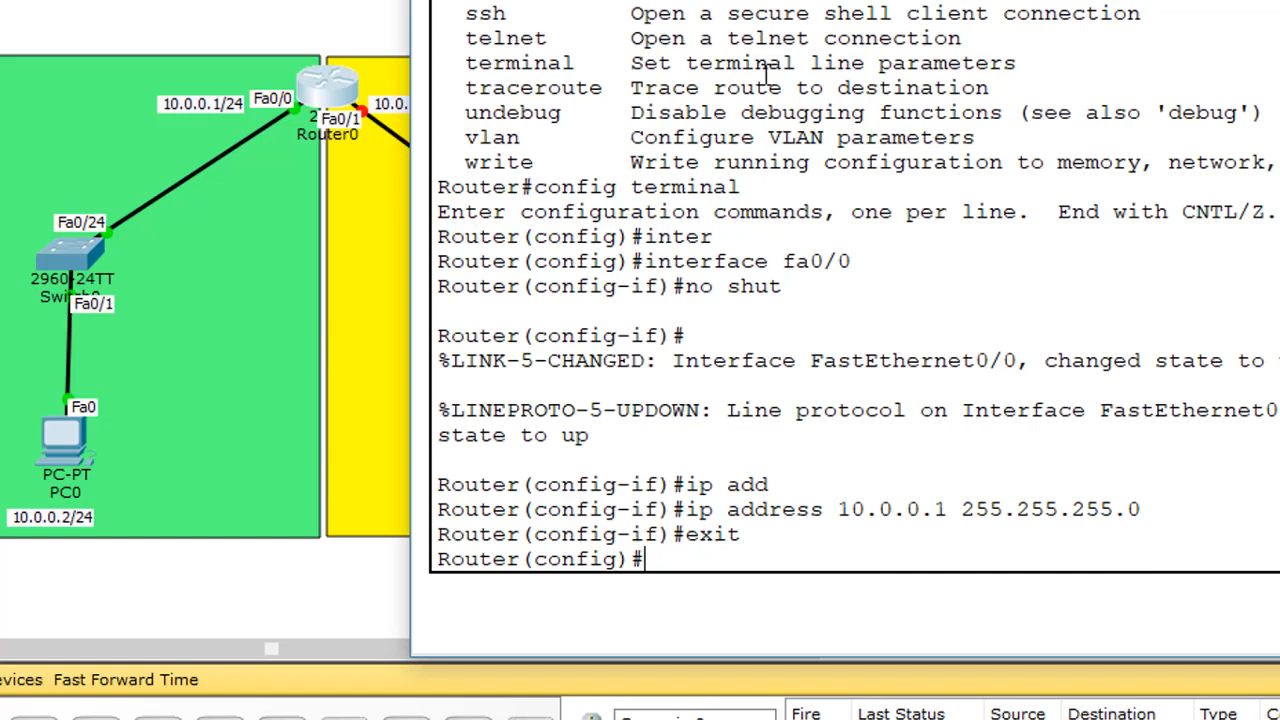 ssh Open a secure shell client connection
telnet Open a telnet connection
terminal Set terminal line parameters
traceroute Trace route to destination
undebug Disable debugging functions (see also 'debug')
vlan Configure VLAN parameters
write Write running configuration to memory, network,
Router#config terminal
Enter configuration commands, one per line. End with CNTL/Z.
Router(config)#inter
Router(config)#interface fa0/0
Router(config-if)#no shut
Router(config-if)#
%LINK-5-CHANGED: Interface FastEthernet0/0, changed state to
%LINEPROTO-5-UPDOWN: Line protocol on Interface FastEthernet0
state to up
Router(config-if)#ip add
Router(config-if)#ip address 10.0.0.1 255.255.255.0
Router(config-if)#exit
Router(config)#
10.0.0.1/24
Fa0/0
10.0.
Fa0/1
Router0
Fa0/24
2960-24TT
Switch0
Fa0/1
Fa0
PC-PT
PC0
10.0.0.2/24
evices Fast Forward Time
Fire Last Status Source Destination Type